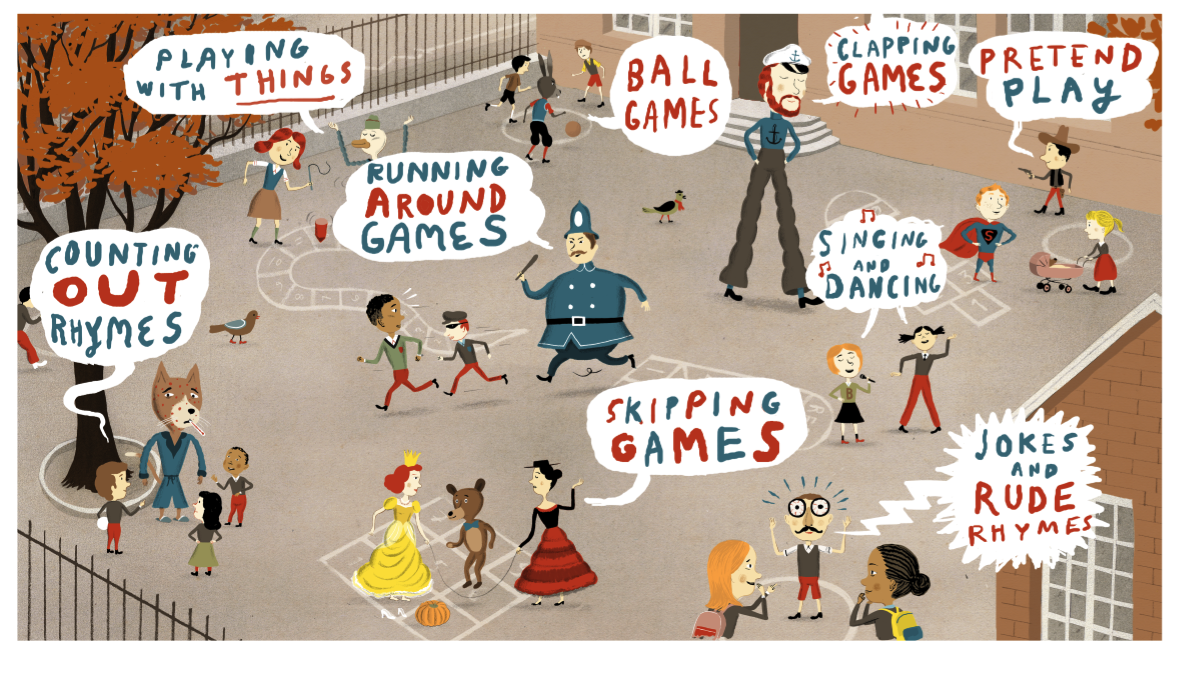 PLAYING
WITH THINGS
BALL
GAMES
CLAPPING
GAMES
PRETEND
PLAY
RUNNING
AROUND
GAMES
COUNTING
OUT
RHYMES
SINGING
AND
DANCING
S
SKIPPING
GAMES
B
JOKES
AND
RUDE
RHYMES
1